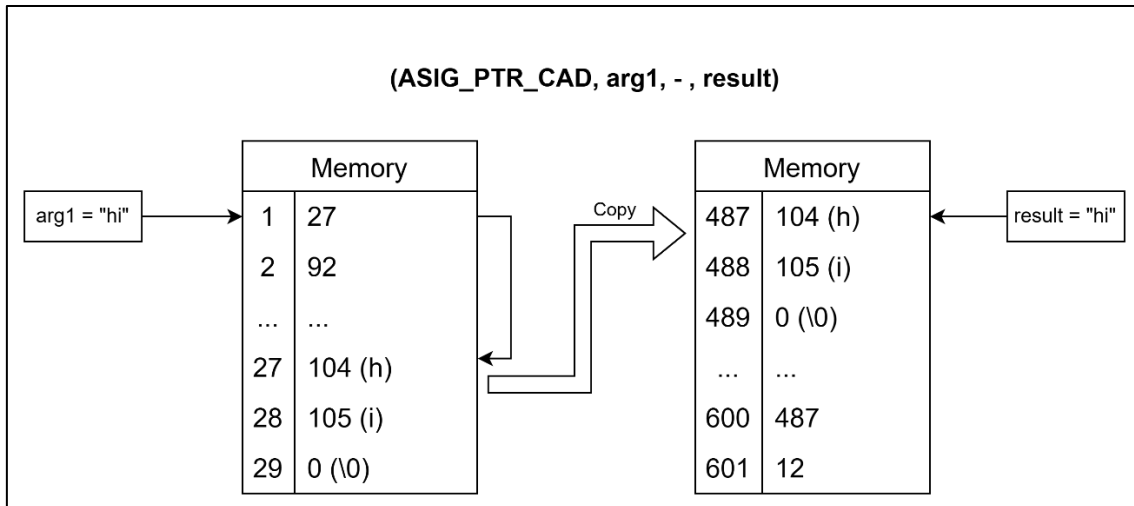 (ASIG_PTR_CAD, arg1, - , result)
arg1 = "hi"
Memory
1 27
2 92
... ...
27 104 (h)
28 105 (i)
29 0 (\0)
Copy
Memory
487 104 (h)
488 105 (i)
489 0 (\0)
... ...
600 487
601 12
result = "hi"